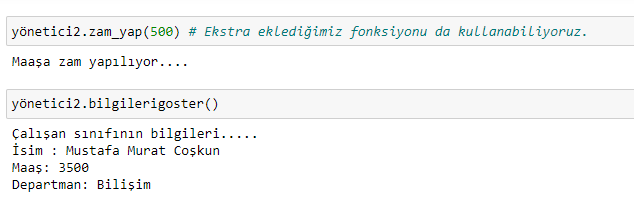 yönetici2.zam_yap(500) # Ekstra eklediğimiz fonksiyonu da kullanabiliyoruz.
Maaşa zam yapılıyor....
yönetici2.bilgilerigoster()
Çalışan sınıfının bilgileri.....
İsim : Mustafa Murat Coşkun
Maaş: 3500
Departman: Bilişim